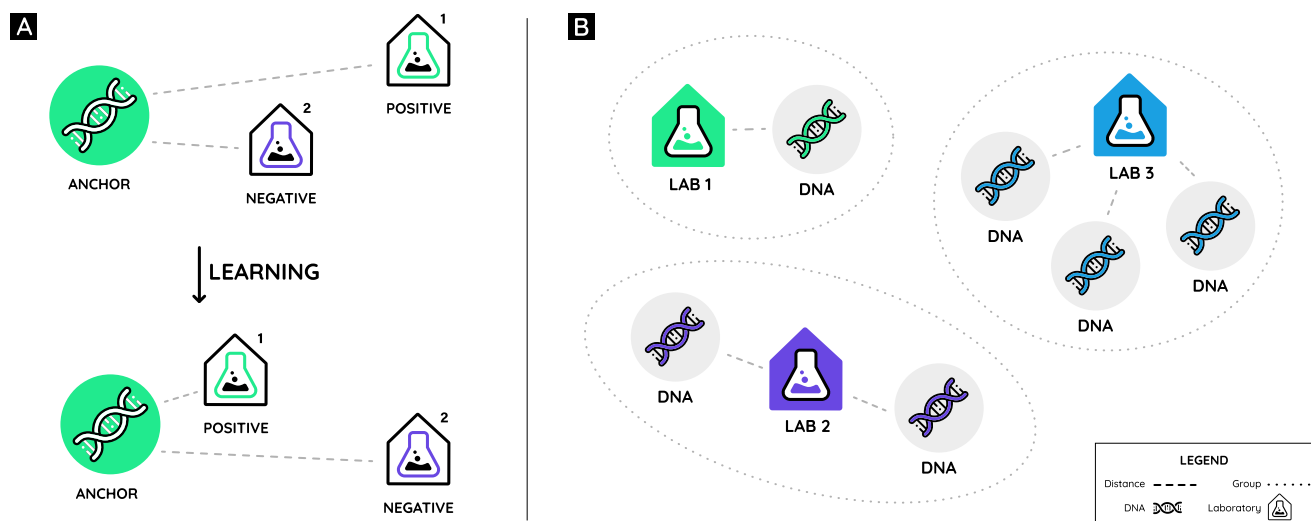 A
1
POSITIVE
ANCHOR
2
NEGATIVE
LEARNING
1
POSITIVE
ANCHOR
2
NEGATIVE
B
LAB 1
DNA
LAB 3
DNA
DNA
DNA
DNA
LAB 2
DNA
LEGEND
Distance
Group
DNA
Laboratory